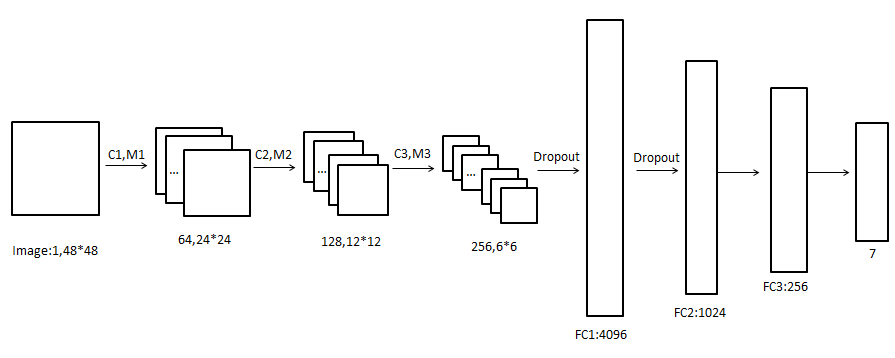 C1,M1
C2,M2
C3,M3
Dropout
Dropout
...
...
...
Image:1,48*48
64,24*24
128,12*12
256,6*6
FC1:4096
FC2:1024
FC3:256
7